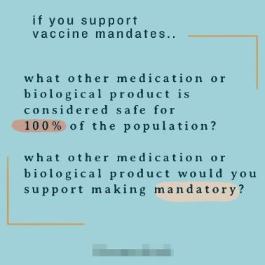 if you support
vaccine mandates..
what other medication or
biological product is
considered safe for
100% of the population?
what other medication or
biological product would you
support making mandatory?